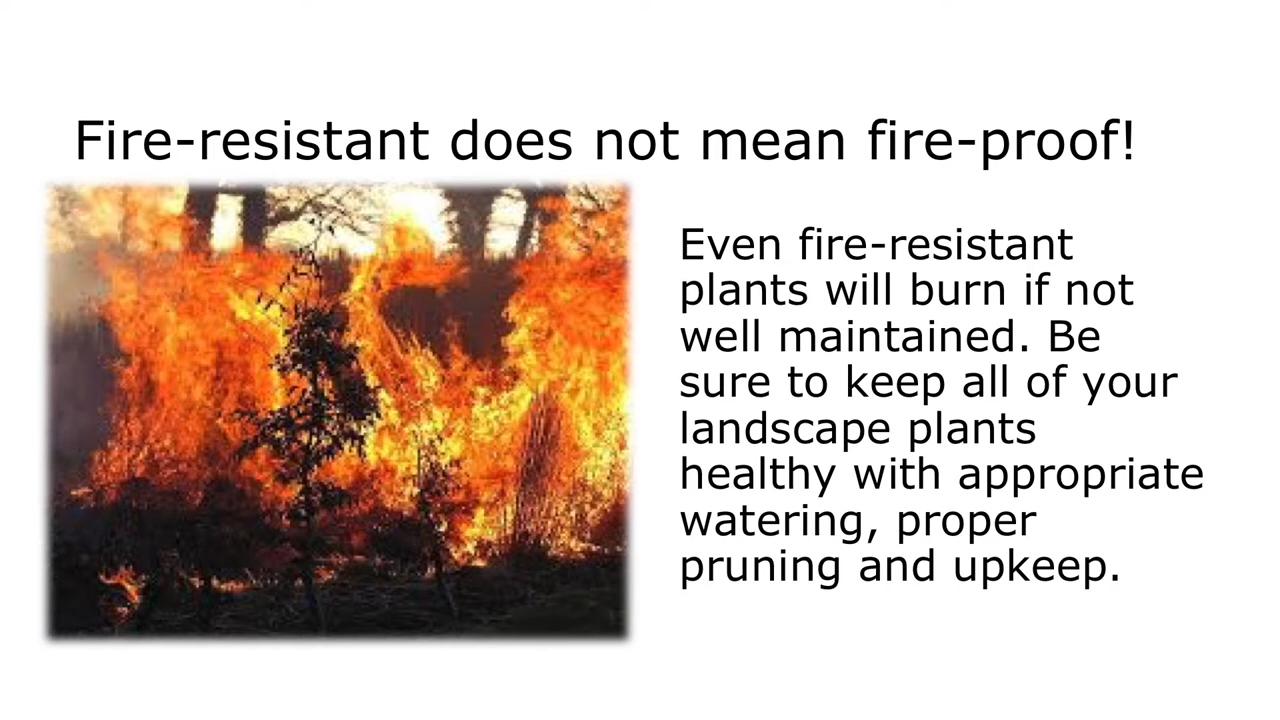 Fire-resistant does not mean fire-proof!
Even fire-resistant
plants will burn if not
well maintained. Be
sure to keep all of your
landscape plants
healthy with appropriate
watering, proper
pruning and upkeep.